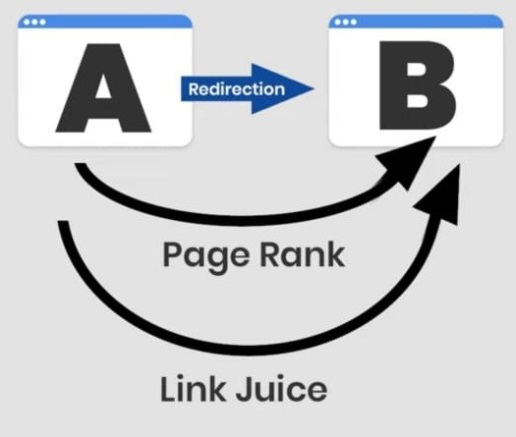 A
Redirection
B
Page Rank
Link Juice